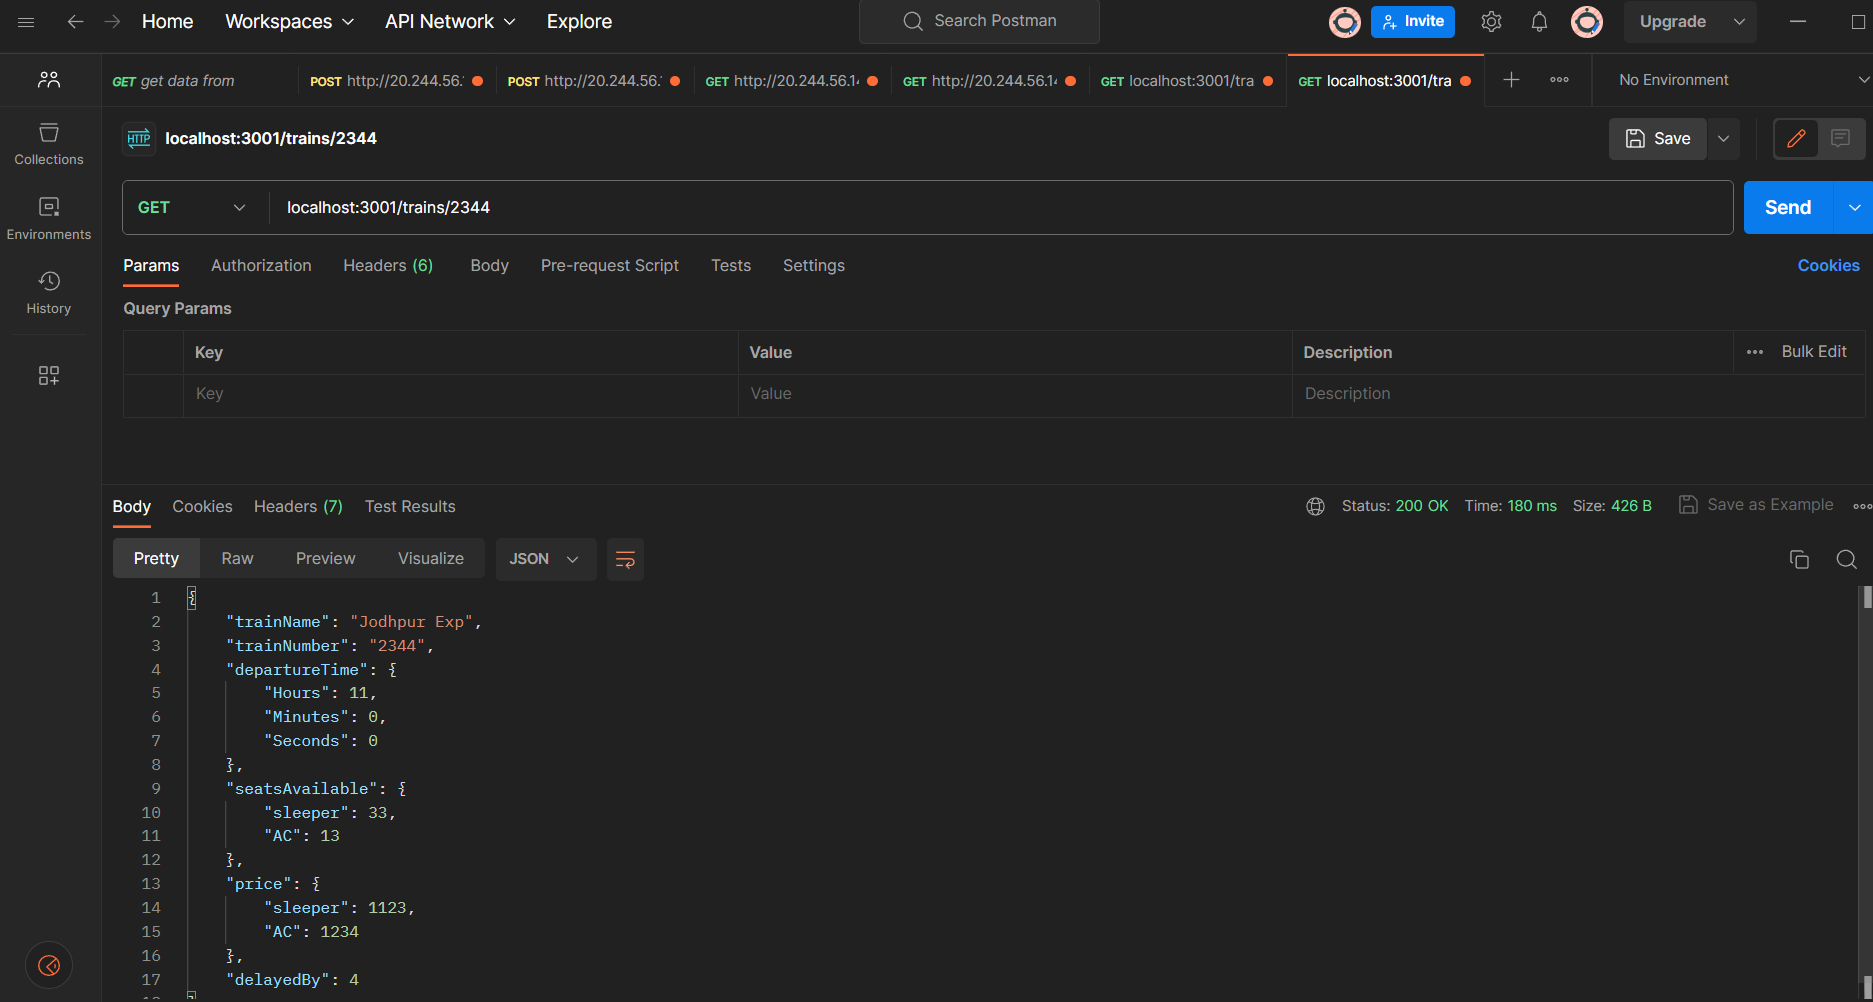 Home Workspaces API Network Explore Search Postman Invite Upgrade
GET get data from POST http://20.244.56. POST http://20.244.56. GET http://20.244.56.14 GET http://20.244.56.14 GET localhost:3001/tra GET localhost:3001/tra No Environment
HTTP localhost:3001/trains/2344 Save
Collections
Environments
History
GET localhost:3001/trains/2344 Send
Params Authorization Headers (6) Body Pre-request Script Tests Settings Cookies
Query Params
Key Value Description Bulk Edit
Key Value Description
Body Cookies Headers (7) Test Results Status: 200 OK Time: 180 ms Size: 426 B Save as Example
Pretty Raw Preview Visualize JSON
1 {
2 "trainName": "Jodhpur Exp",
3 "trainNumber": "2344",
4 "departureTime": {
5 "Hours": 11,
6 "Minutes": 0,
7 "Seconds": 0
8 },
9 "seatsAvailable": {
10 "sleeper": 33,
11 "AC": 13
12 },
13 "price": {
14 "sleeper": 1123,
15 "AC": 1234
16 },
17 "delayedBy": 4